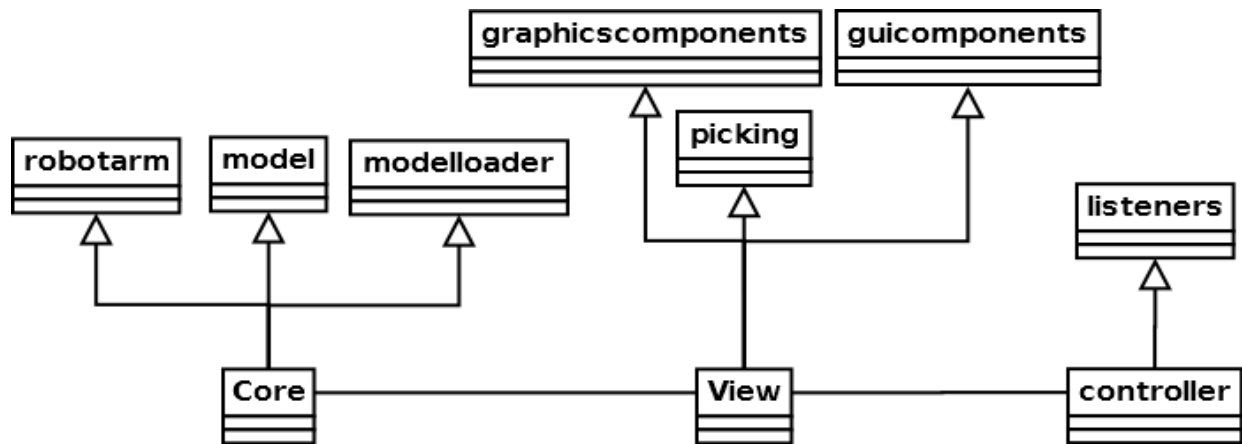 graphicscomponents
guicomponents
picking
robotarm
model
modelloader
listeners
Core
View
controller